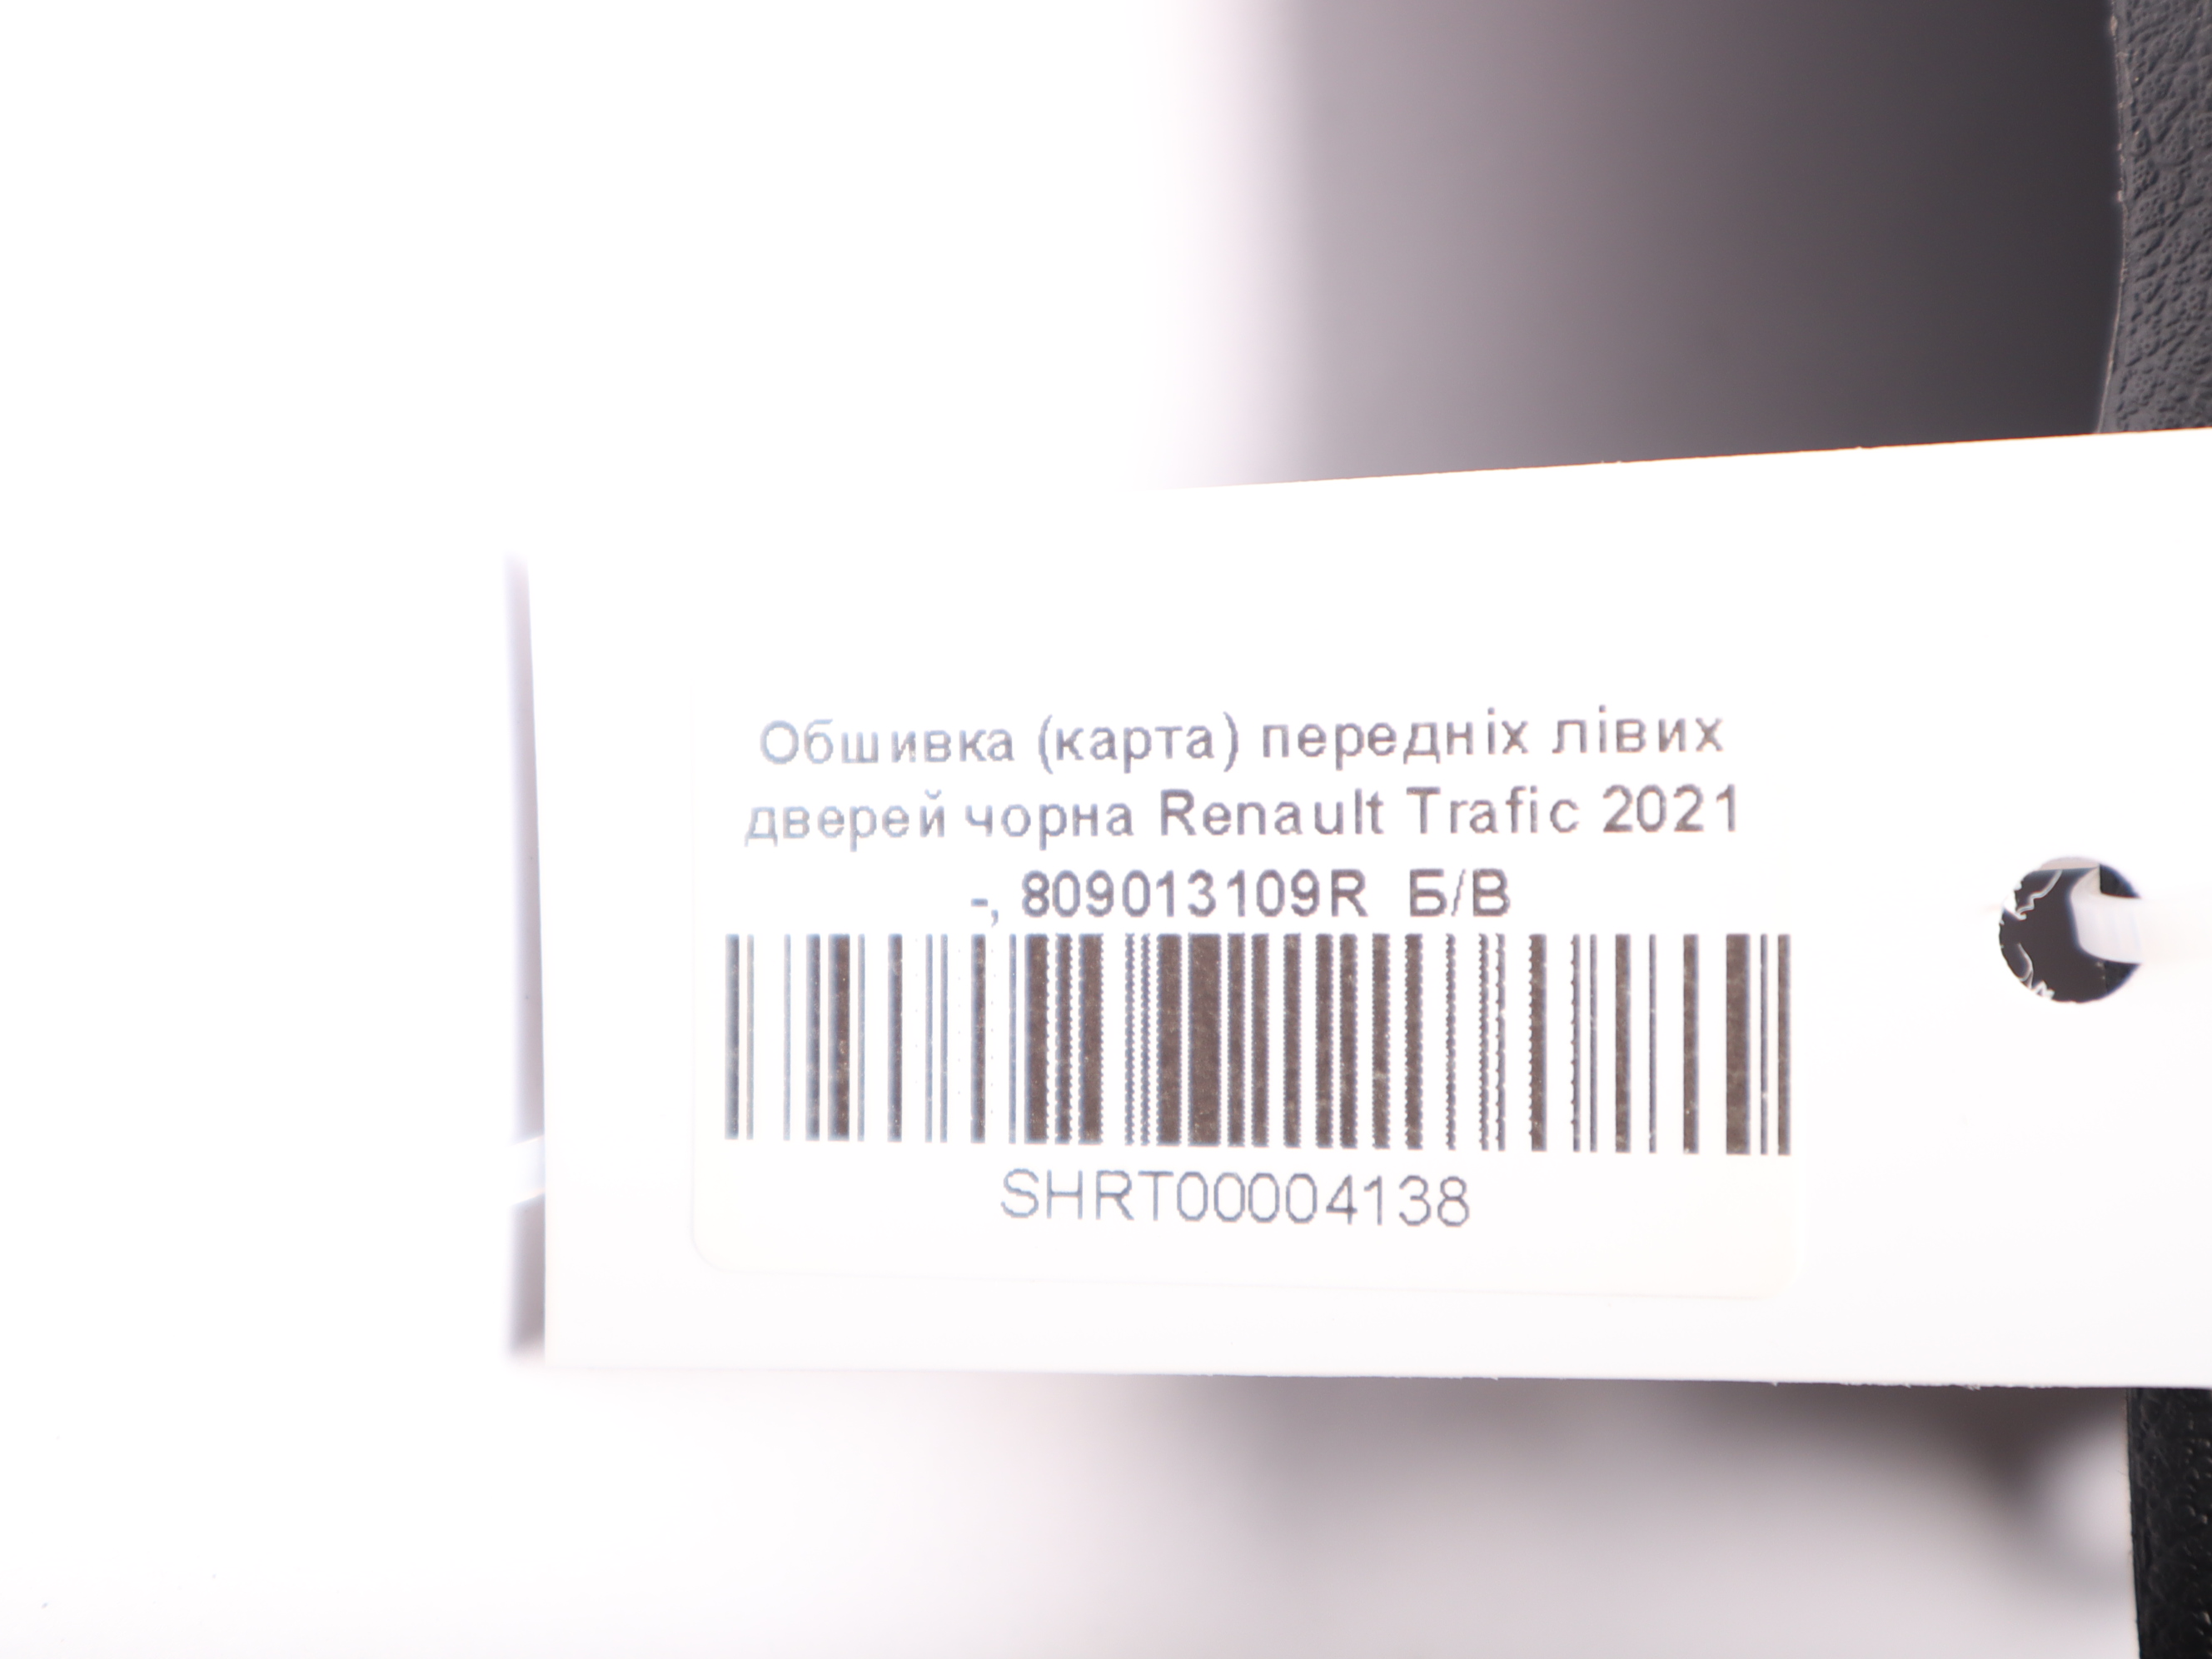 Обшивка (карта) передніх лівих
дверей чорна Renault Trafic 2021
-, 809013109R Б/В
SHRT00004138